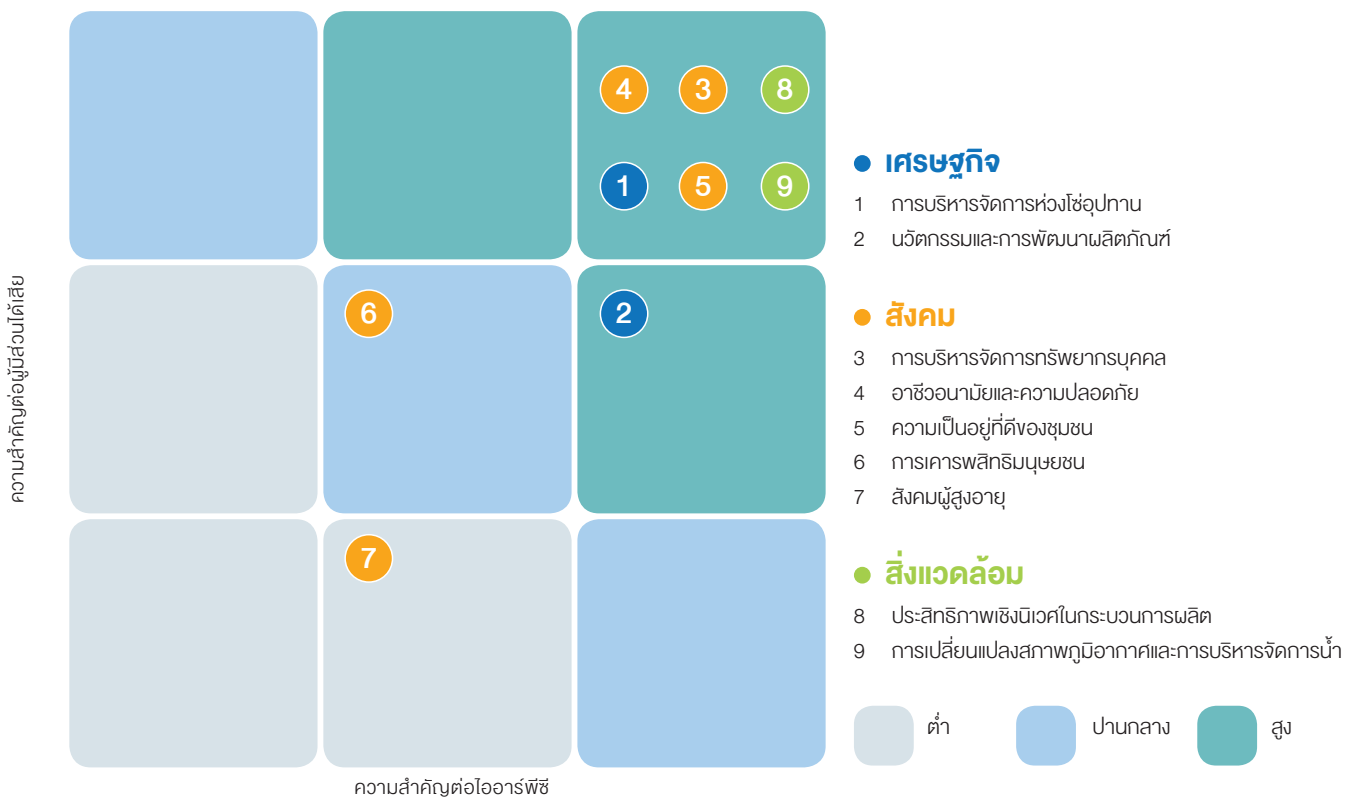 4 3 8
1 5 9
6 2
7
ความสำคัญต่อผู้มีส่วนได้เสีย
ความสำคัญต่อไออาร์พีซี
เศรษฐกิจ
1 การบริหารจัดการห่วงโซ่อุปทาน
2 นวัตกรรมและการพัฒนาผลิตภัณฑ์
สังคม
3 การบริหารจัดการทรัพยากรบุคคล
4 อาชีวอนามัยและความปลอดภัย
5 ความเป็นอยู่ที่ดีของชุมชน
6 การเคารพสิทธิมนุษยชน
7 สังคมผู้สูงอายุ
สิ่งแวดล้อม
8 ประสิทธิภาพเชิงนิเวศในกระบวนการผลิต
9 การเปลี่ยนแปลงสภาพภูมิอากาศและการบริหารจัดการน้ำ
ต่ำ ปานกลาง สูง